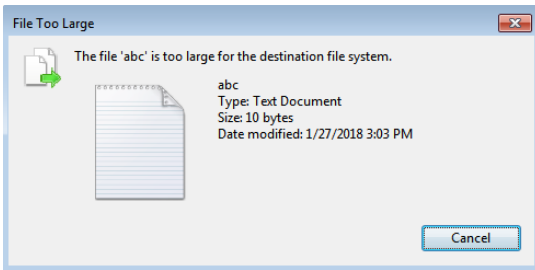 File Too Large
The file 'abc' is too large for the destination file system.
abc
Type: Text Document
Size: 10 bytes
Date modified: 1/27/2018 3:03 PM
Cancel